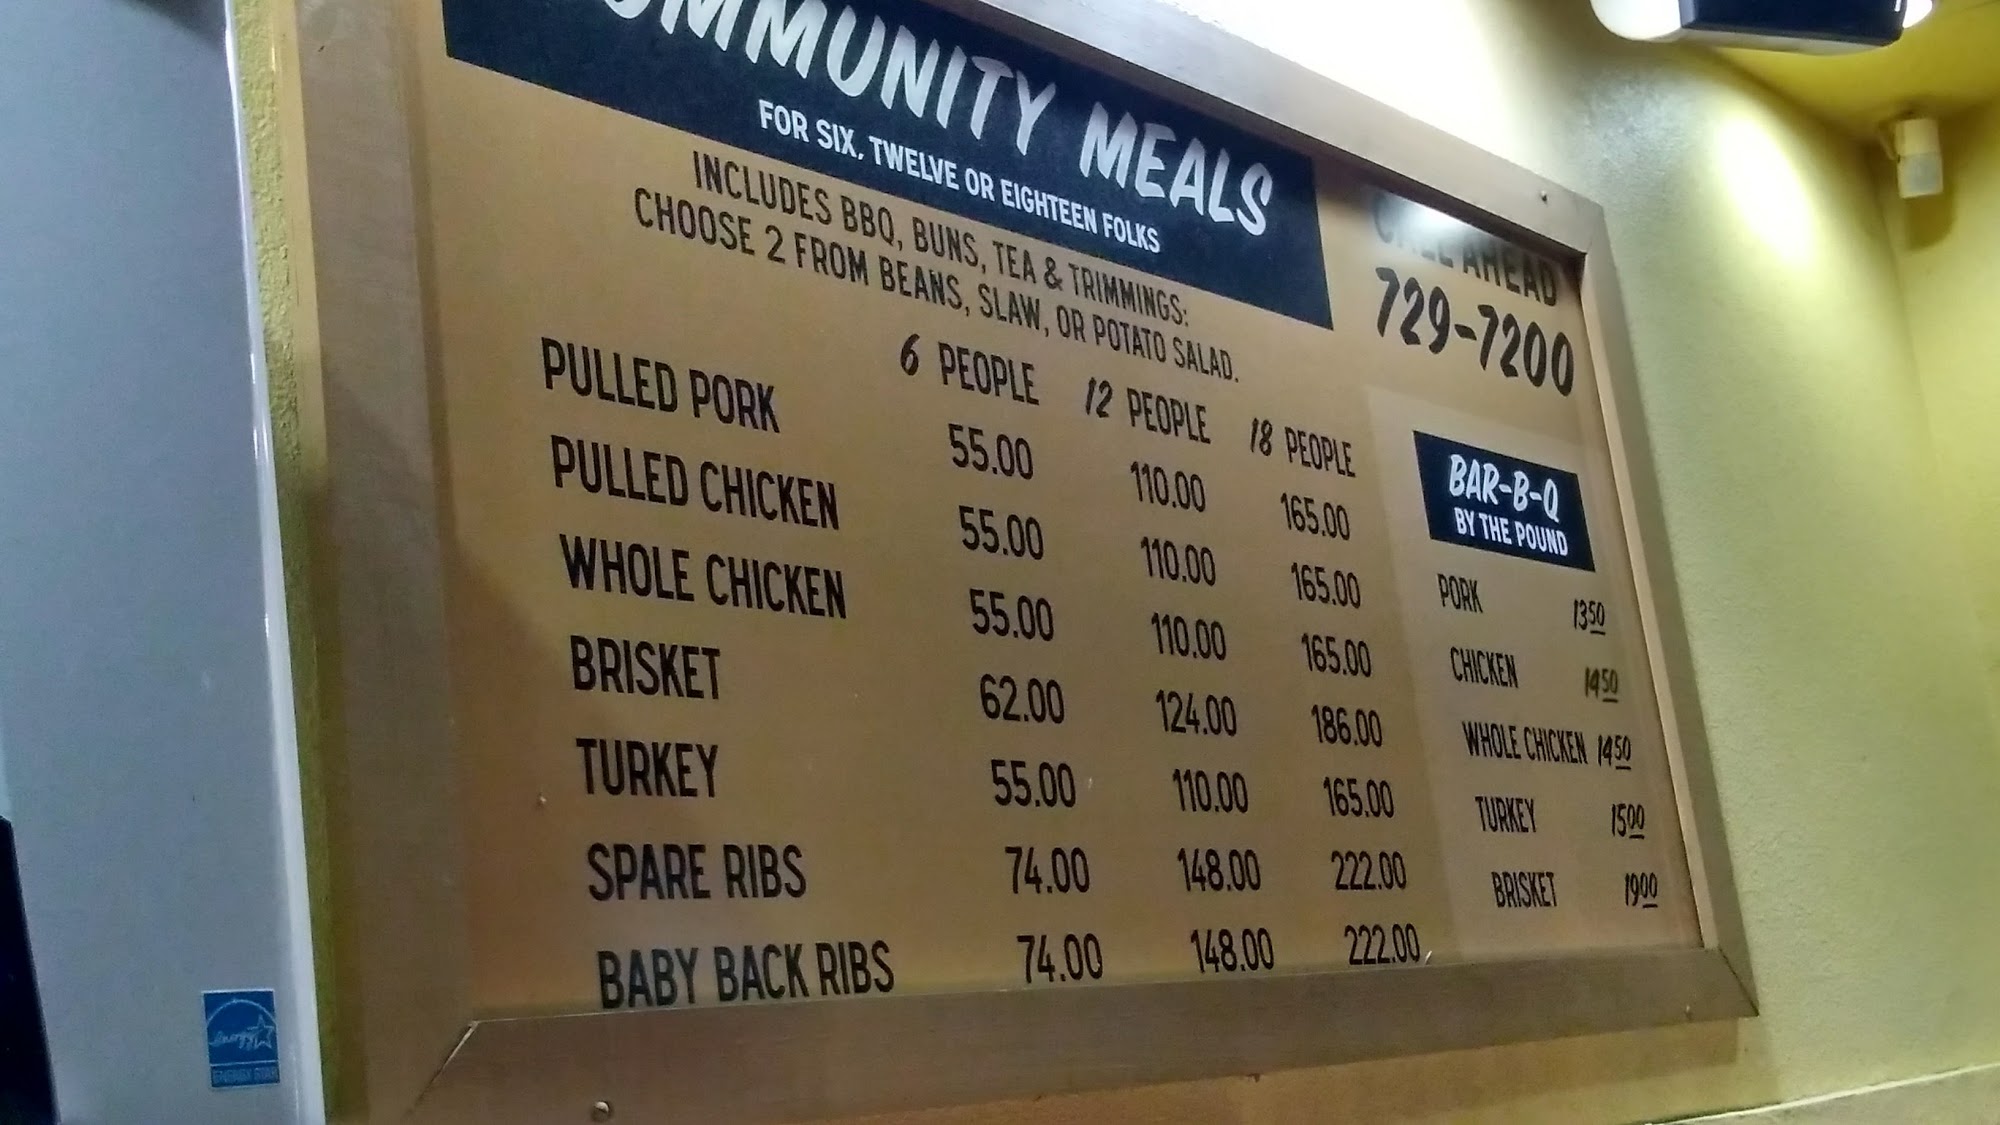 MEALS
FOR SIX, TWELVE OR EIGHTEEN FOLKS
INCLUDES BBQ, BUNS, TEA & TRIMMINGS:
CHOOSE 2 FROM BEANS, SLAW, OR POTATO SALAD.
6 PEOPLE 12 PEOPLE 18 PEOPLE
PULLED PORK 55.00 110.00 165.00
PULLED CHICKEN 55.00 110.00 165.00
WHOLE CHICKEN 55.00 110.00 165.00
BRISKET 62.00 124.00 186.00
TURKEY 55.00 110.00 165.00
SPARE RIBS 74.00 148.00 222.00
BABY BACK RIBS 74.00 148.00 222.00
CALL AHEAD
729-7200
BAR-B-Q
BY THE POUND
PORK 1350
CHICKEN 1450
WHOLE CHICKEN 1450
TURKEY 1500
BRISKET 1900
energy
ENERGY STAR